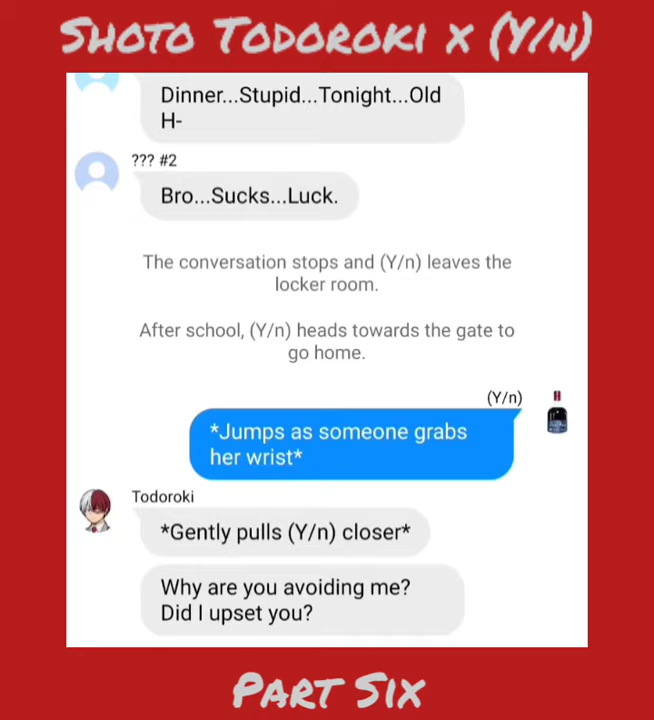 SHOTO TODOROKI X (Y/N)
Dinner...Stupid...Tonight...Old
H-
??? #2
Bro...Sucks...Luck.
The conversation stops and (Y/n) leaves the
locker room.
After school, (Y/n) heads towards the gate to
go home.
(Y/n)
*Jumps as someone grabs
her wrist*
Todoroki
*Gently pulls (Y/n) closer*
Why are you avoiding me?
Did I upset you?
PART SIX